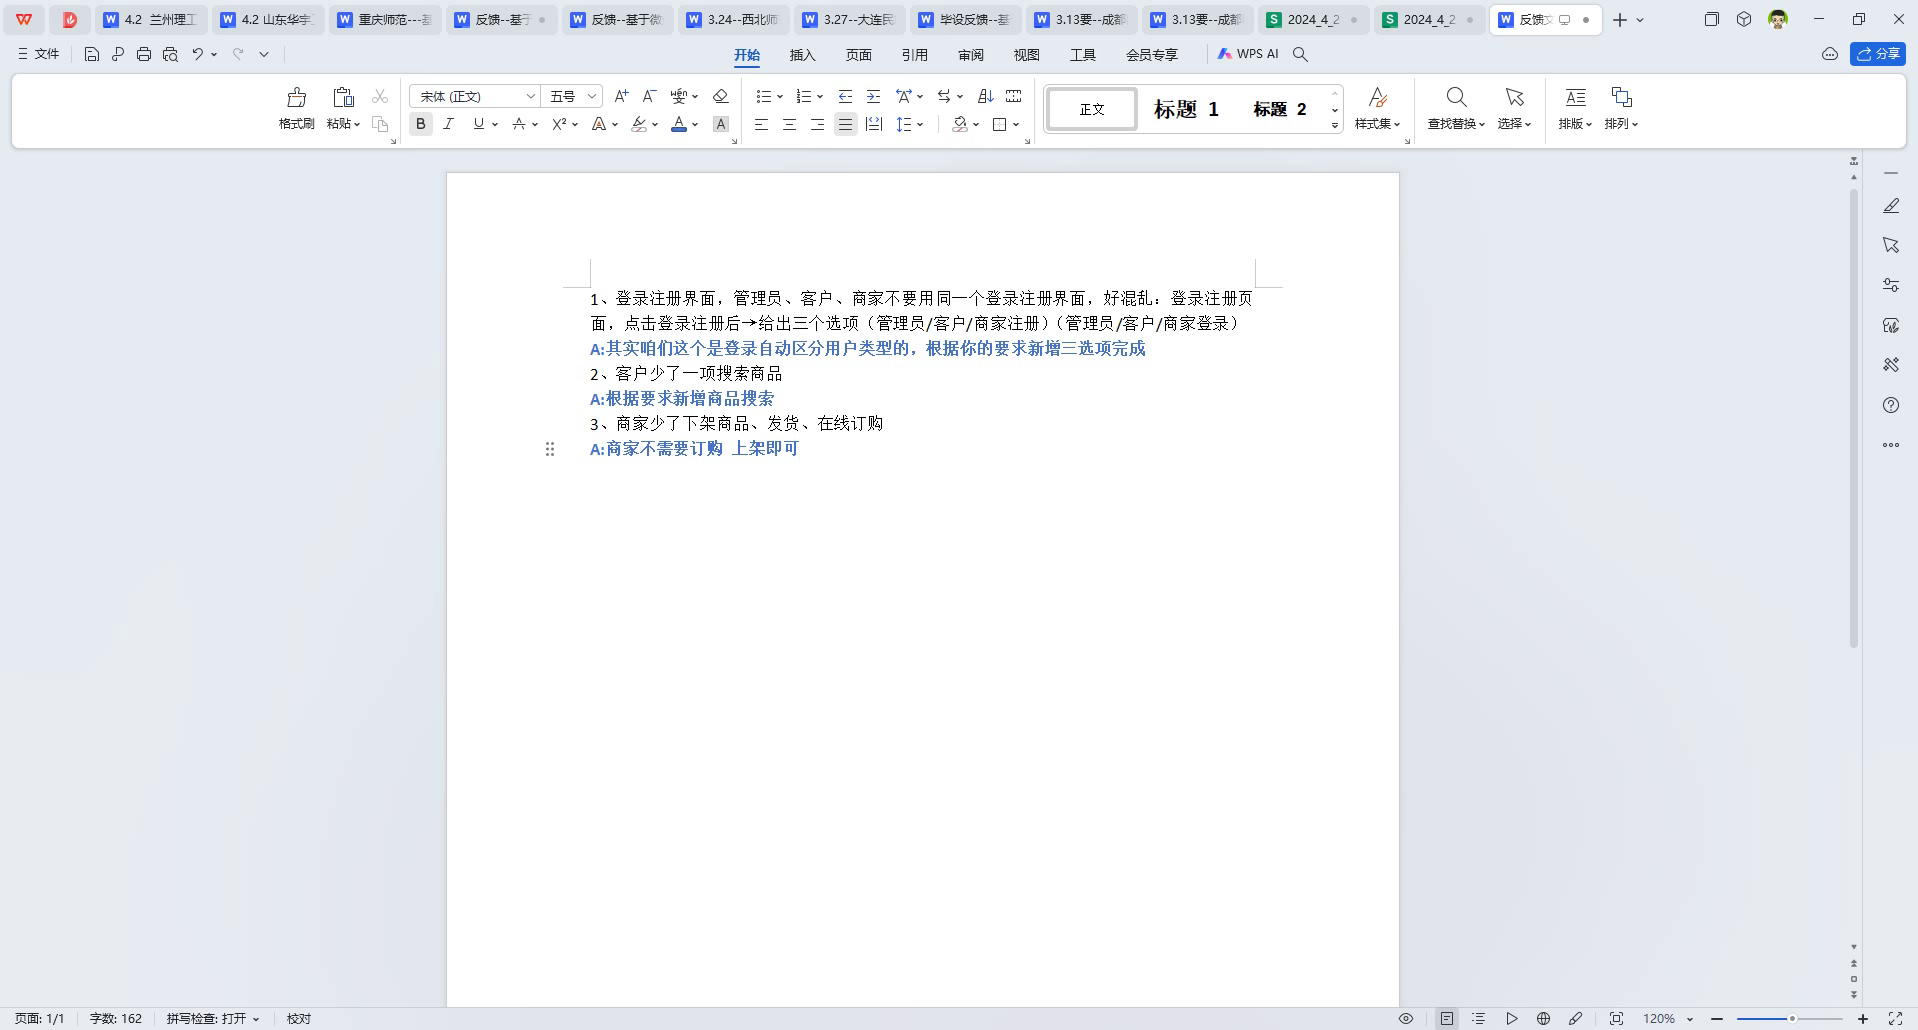 4.2 兰州理工
4.2 山东华宇
重庆师范---基
反馈--基于
反馈--基于微
3.24--西北师
3.27--大连民
毕设反馈--基
3.13要--成都
3.13要--成都
2024_4_2
2024_4_2
反馈文
文件
开始
插入
页面
引用
审阅
视图
工具
会员专享
WPS AI
分享
格式刷
粘贴
宋体 (正文)
五号
正文
标题 1
标题 2
样式集
查找替换
选择
排版
排列
1、登录注册界面，管理员、客户、商家不要用同一个登录注册界面，好混乱：登录注册页
面，点击登录注册后→给出三个选项（管理员/客户/商家注册）（管理员/客户/商家登录）
A:其实咱们这个是登录自动区分用户类型的，根据你的要求新增三选项完成
2、客户少了一项搜索商品
A:根据要求新增商品搜索
3、商家少了下架商品、发货、在线订购
A:商家不需要订购 上架即可
页面: 1/1
字数: 162
拼写检查: 打开
校对
120%